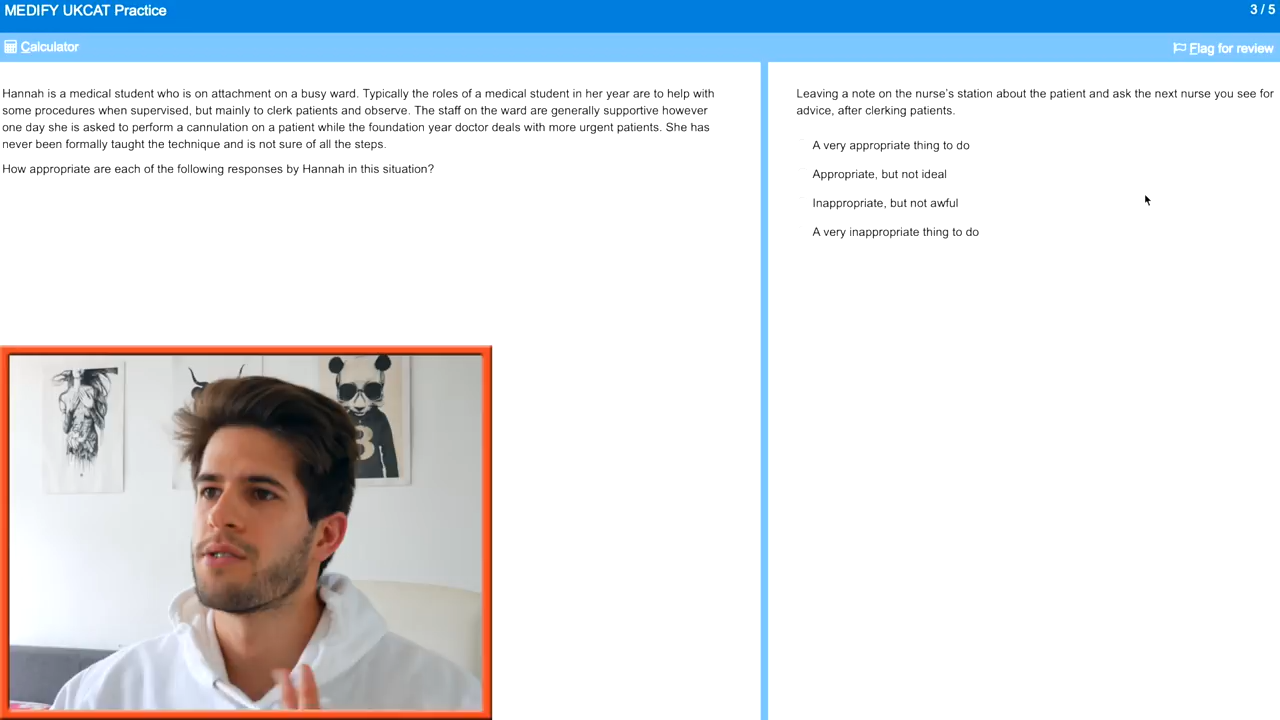 MEDIFY UKCAT Practice
3 / 5
Calculator
Flag for review
Hannah is a medical student who is on attachment on a busy ward. Typically the roles of a medical student in her year are to help with
some procedures when supervised, but mainly to clerk patients and observe. The staff on the ward are generally supportive however
one day she is asked to perform a cannulation on a patient while the foundation year doctor deals with more urgent patients. She has
never been formally taught the technique and is not sure of all the steps.
How appropriate are each of the following responses by Hannah in this situation?
Leaving a note on the nurse's station about the patient and ask the next nurse you see for
advice, after clerking patients.
A very appropriate thing to do
Appropriate, but not ideal
Inappropriate, but not awful
A very inappropriate thing to do